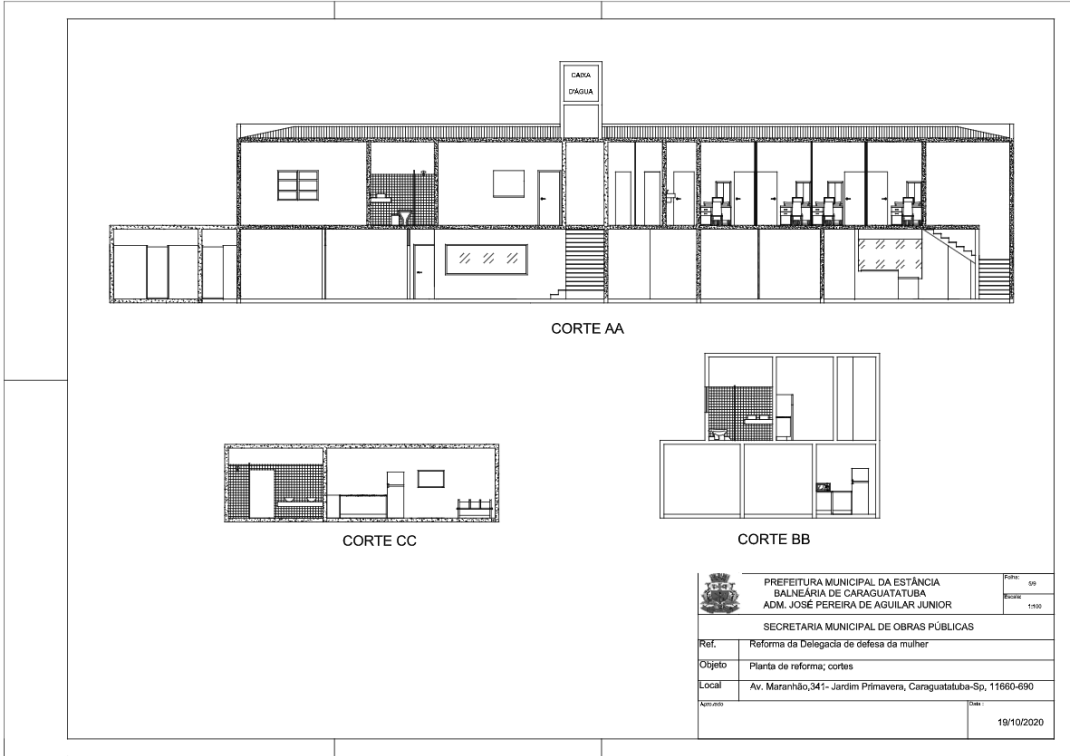 CAIXA
D'ÁGUA
CORTE AA
CORTE CC
CORTE BB
PREFEITURA MUNICIPAL DA ESTÂNCIA
BALNEÁRIA DE CARAGUATATUBA
ADM. JOSÉ PEREIRA DE AGUILAR JUNIOR
Folha:
5/9
Escala:
1:100
SECRETARIA MUNICIPAL DE OBRAS PÚBLICAS
Ref. Reforma da Delegacia de defesa da mulher
Objeto Planta de reforma; cortes
Local Av. Maranhão,341- Jardim Primavera, Caraguatatuba-Sp, 11660-690
Aprovado
Data :
19/10/2020